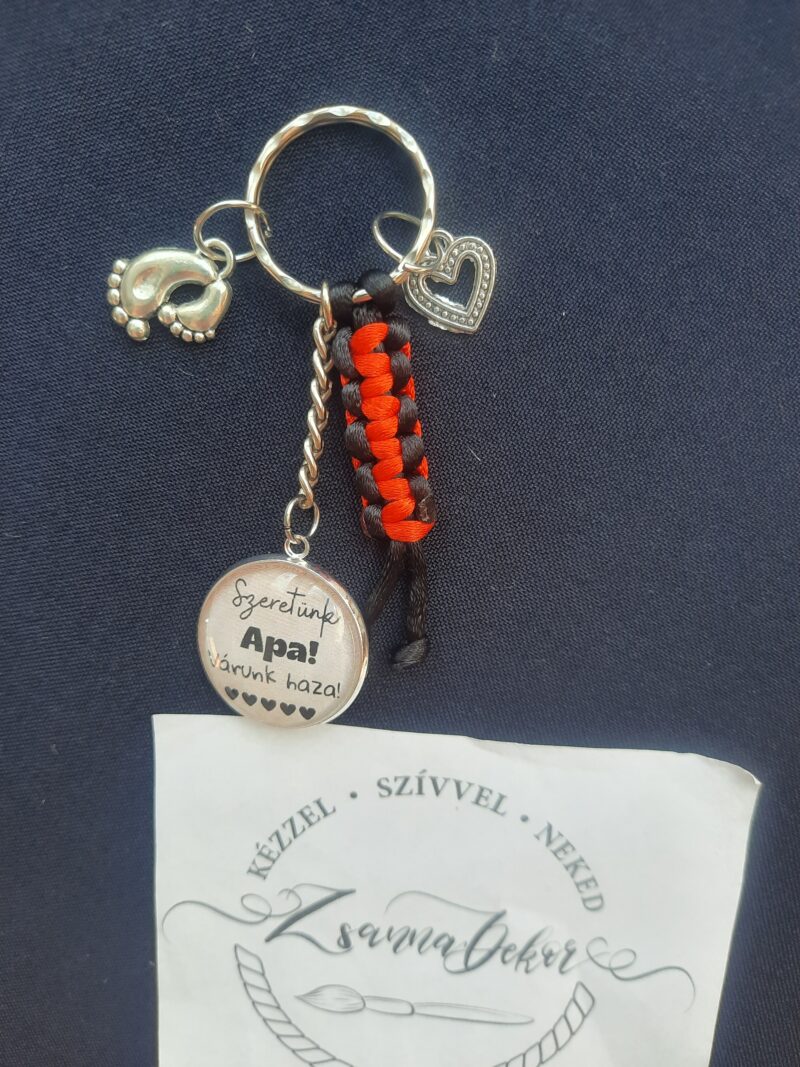 Szeretünk
Apa!
Várunk haza!
KÉZZEL • SZÍVVEL • NEKED
ZsannaDekor